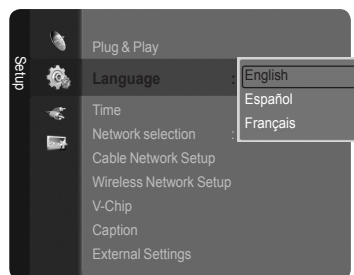 Setup
Plug & Play
Language : English
Español
Français
Time
Network selection :
Cable Network Setup
Wireless Network Setup
V-Chip
Caption
External Settings